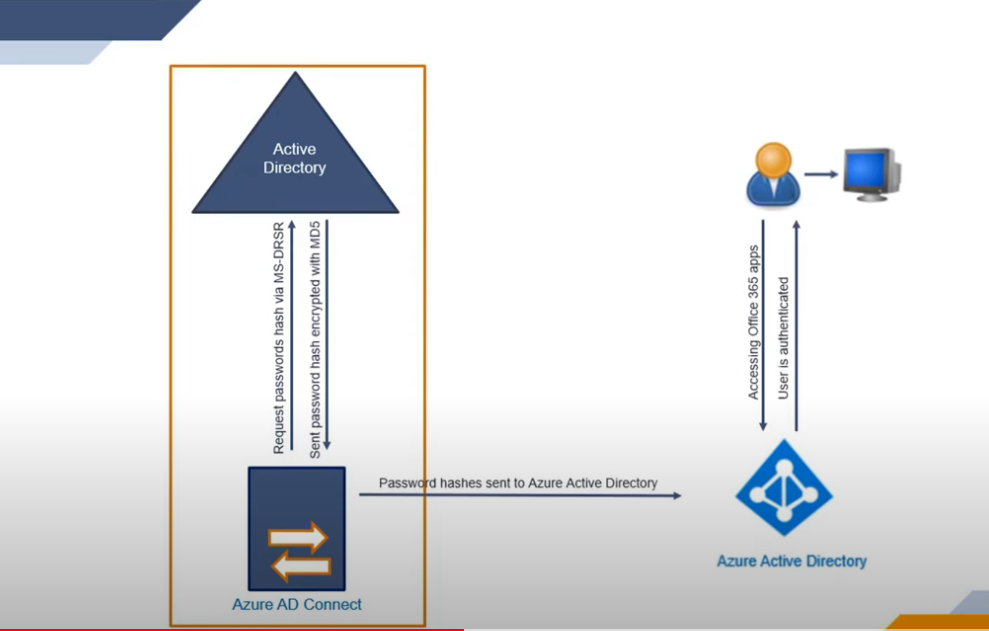 Active
Directory
Request passwords hash via MS-DRSR
Sent password hash encrypted with MD5
Azure AD Connect
Password hashes sent to Azure Active Directory
Accessing Office 365 apps
User is authenticated
Azure Active Directory